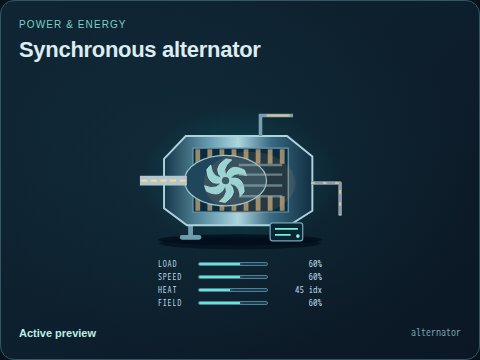 POWER & ENERGY
Synchronous alternator
LOAD 60%
SPEED 60%
HEAT 45 idx
FIELD 60%
Active preview
alternator